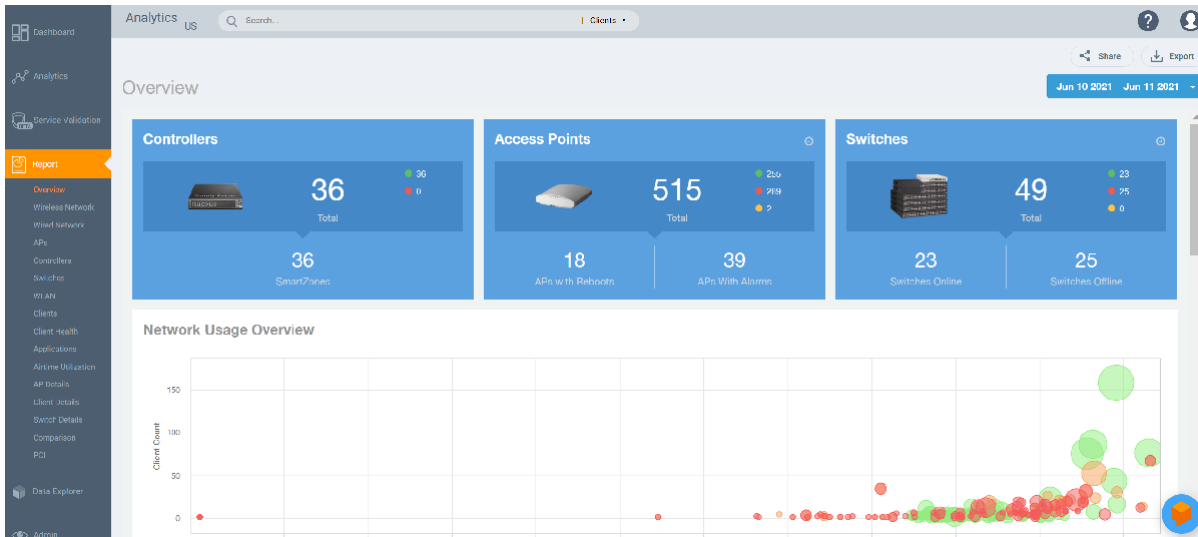 Analytics US
Search...
Clients
Dashboard
Analytics
Service Validation
Report
Overview
Wireless Network
Wired Network
APs
Controllers
Switches
WLAN
Clients
Client Health
Applications
Airtime Utilization
AP Details
Client Details
Switch Details
Comparison
PCI
Data Explorer
Admin
Share
Export
Overview
Jun 10 2021 Jun 11 2021
Controllers
36
Total
36
0
36
SmartZones
Access Points
515
Total
2
18
APs with Reboots
39
APs With Alarms
Switches
49
Total
23
25
0
23
Switches Online
25
Switches Offline
Network Usage Overview
Client Count
150
100
50
0